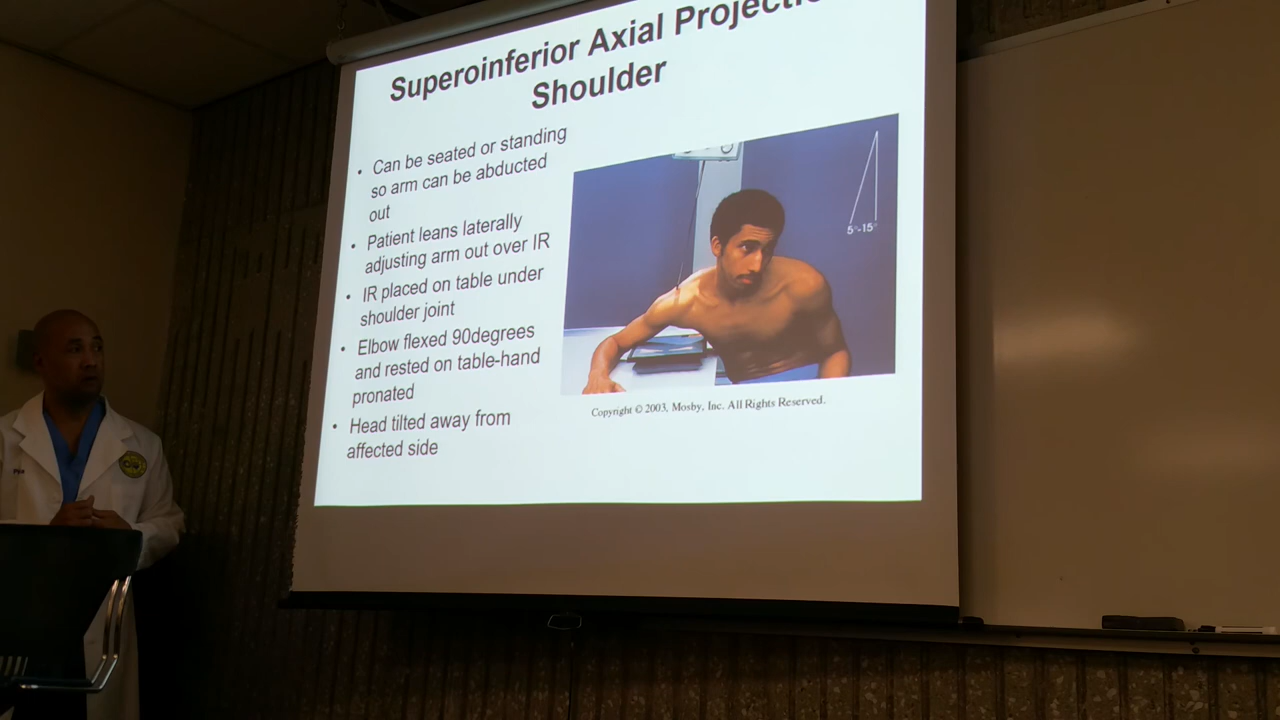 Superoinferior Axial
Shoulder
• Can be seated or standing
so arm can be abducted
out
• Patient leans laterally
adjusting arm out over IR
• IR placed on table under
shoulder joint
• Elbow flexed 90degrees
and rested on table-hand
pronated
• Head tilted away from
affected side
5°-15°
Copyright © 2003, Mosby, Inc. All Rights Reserved.